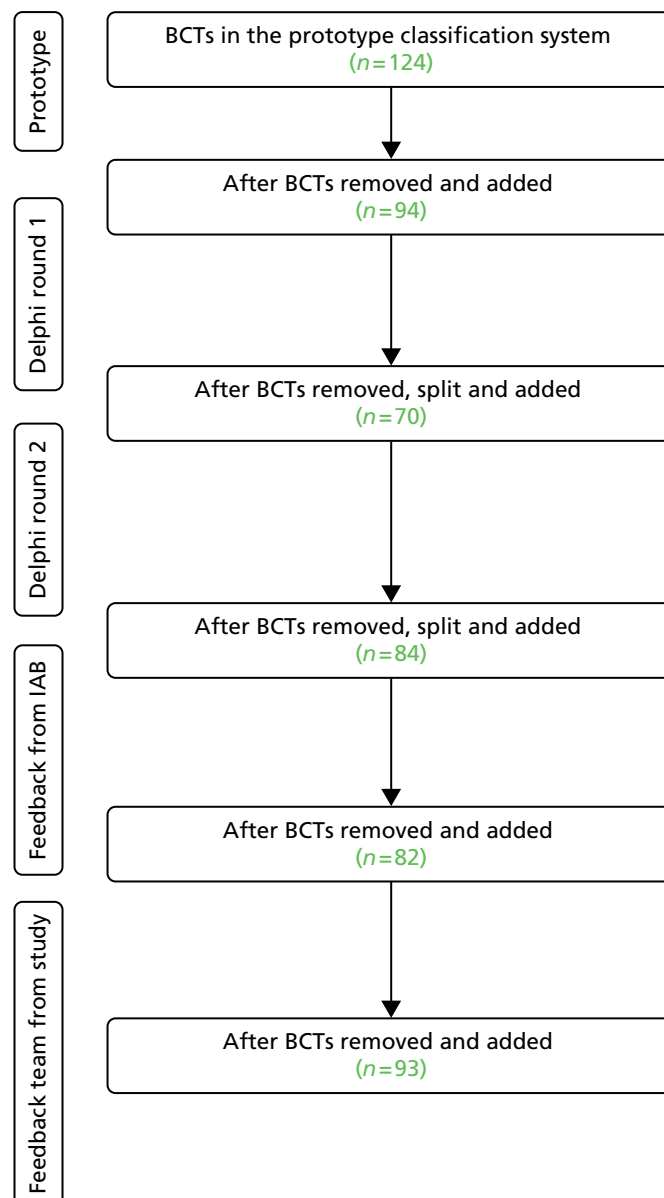 Prototype
BCTs in the prototype classification system
(n=124)
After BCTs removed and added
(n=94)
Delphi round 1
After BCTs removed, split and added
(n=70)
Delphi round 2
After BCTs removed, split and added
(n=84)
Feedback from IAB
After BCTs removed and added
(n=82)
Feedback team from study
After BCTs removed and added
(n=93)